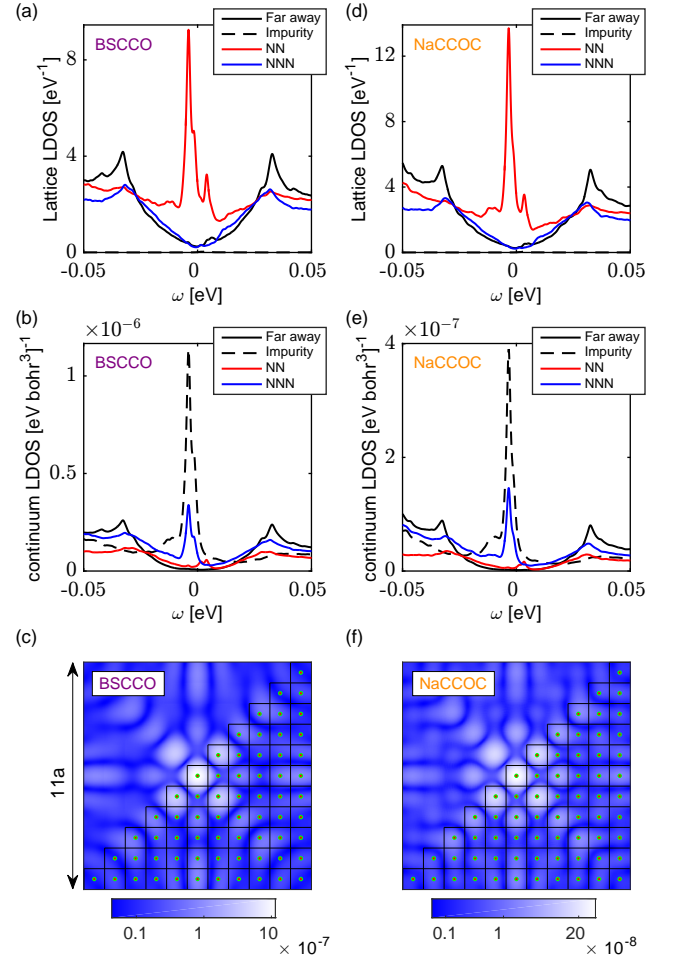 (a)
BSCCO
Far away
Impurity
NN
NNN
Lattice LDOS [eV⁻¹]
8
4
0
-0.05
0
0.05
ω [eV]
(d)
NaCCOC
Far away
Impurity
NN
NNN
Lattice LDOS [eV⁻¹]
12
8
4
0
-0.05
0
0.05
ω [eV]
(b)
×10⁻⁶
BSCCO
Far away
Impurity
NN
NNN
continuum LDOS [eV bohr³]⁻¹
1
0.5
0
-0.05
0
0.05
ω [eV]
(e)
×10⁻⁷
NaCCOC
Far away
Impurity
NN
NNN
continuum LDOS [eV bohr³]⁻¹
4
2
0
-0.05
0
0.05
ω [eV]
(c)
BSCCO
11a
0.1
1
10
× 10⁻⁷
(f)
NaCCOC
0.1
1
20
× 10⁻⁸